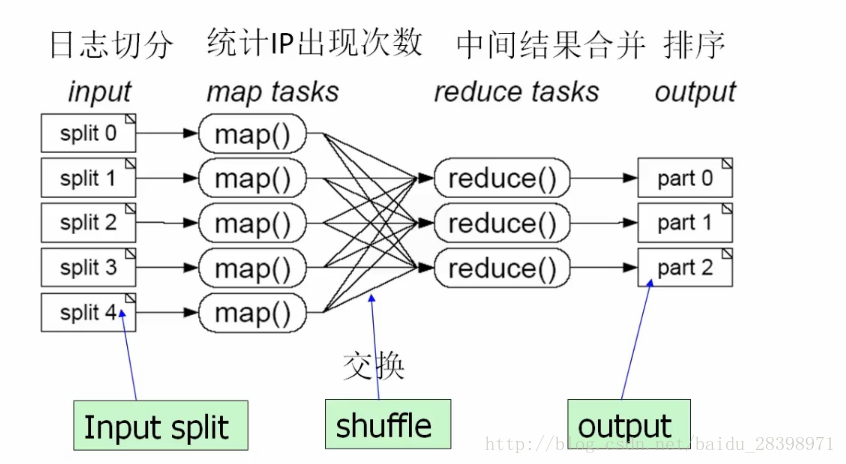 日志切分 统计IP出现次数 中间结果合并 排序
input map tasks reduce tasks output
split 0 map()
split 1 map() reduce() part 0
split 2 map() reduce() part 1
split 3 map() reduce() part 2
split 4 map()
交换
Input split shuffle output
http://blog.csdn.net/baidu_28398971